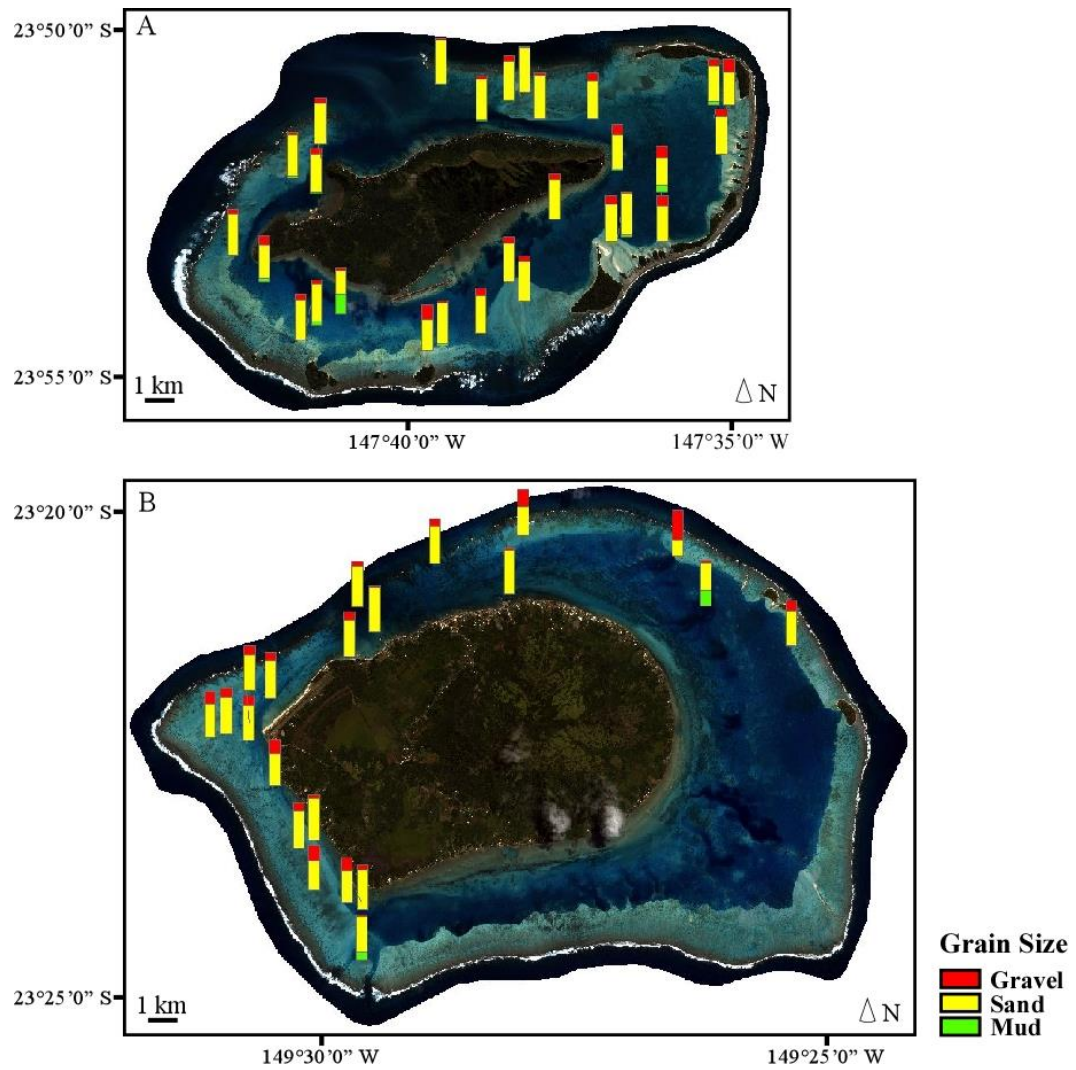 A
23°50'0” S
23°55'0” S
1 km
N
147°40'0” W
147°35'0” W
B
23°20'0” S
23°25'0” S
1 km
N
149°30'0” W
149°25'0” W
Grain Size
Gravel
Sand
Mud